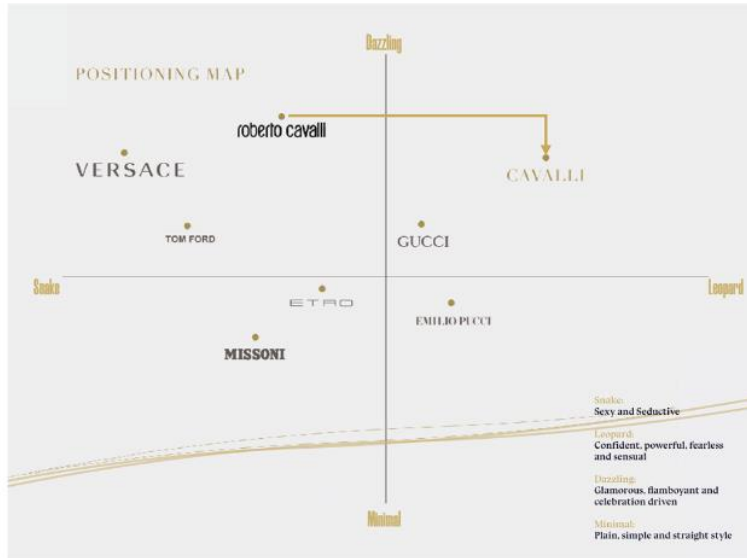 Dazzling
POSITIONING MAP
roberto cavalli
VERSACE
CAVALLI
TOM FORD
GUCCI
Snake
Leopard
ETRO
EMILIO PUCCI
MISSONI
Snake:
Sexy and Seductive
Leopard:
Confident, powerful, fearless
and sensual
Dazzling:
Glamorous, flamboyant and
celebration driven
Minimal:
Plain, simple and straight style
Minimal